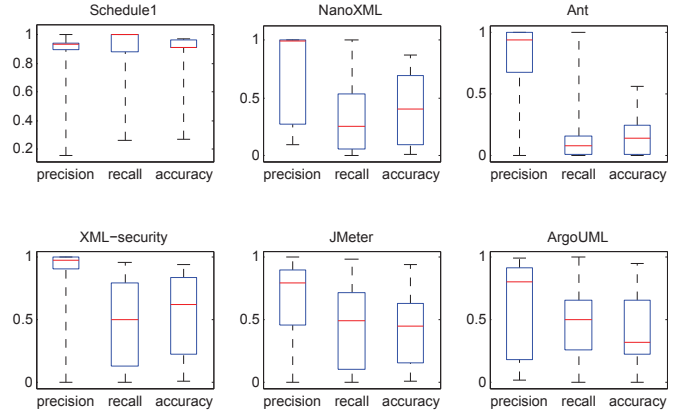 Schedule1
NanoXML
Ant
1
0.8
0.6
0.4
0.2
1
0.5
0
1
0.5
0
precision recall accuracy
precision recall accuracy
precision recall accuracy
XML−security
JMeter
ArgoUML
1
0.5
0
1
0.5
0
1
0.5
0
precision recall accuracy
precision recall accuracy
precision recall accuracy